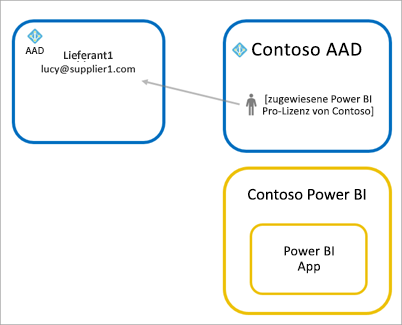 AAD
Lieferant1
lucy@supplier1.com
Contoso AAD
[zugewiesene Power BI
Pro-Lizenz von Contoso]
Contoso Power BI
Power BI
App